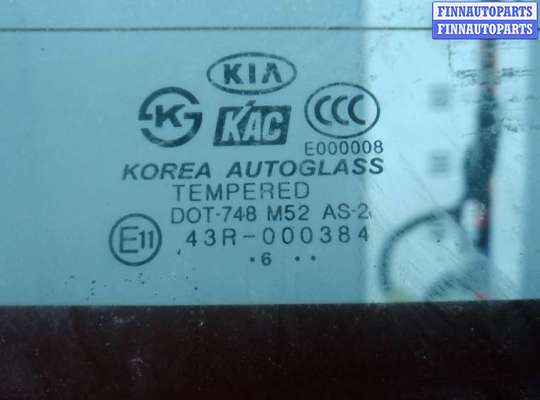 FINNAUTOPARTS
FINNAUTOPARTS
KIA
K KAC CCC
E000008
KOREA AUTOGLASS
TEMPERED
DOT-748 M52 AS-2
E11 43R-000384
.6 ..